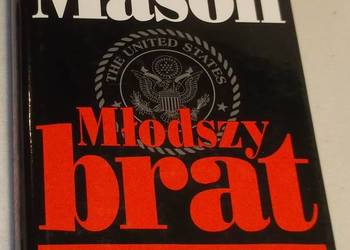 Mason
THE UNITED STATES
Młodszy
brat